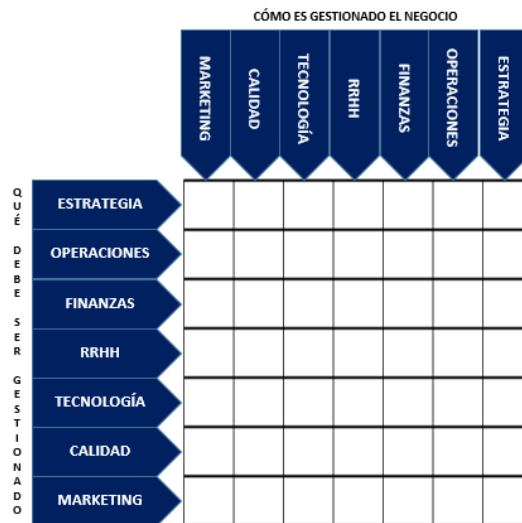 CÓMO ES GESTIONADO EL NEGOCIO
MARKETING
CALIDAD
TECNOLOGÍA
RRHH
FINANZAS
OPERACIONES
ESTRATEGIA
QUÉ DEBE SER GESTIONADO
ESTRATEGIA
OPERACIONES
FINANZAS
RRHH
TECNOLOGÍA
CALIDAD
MARKETING